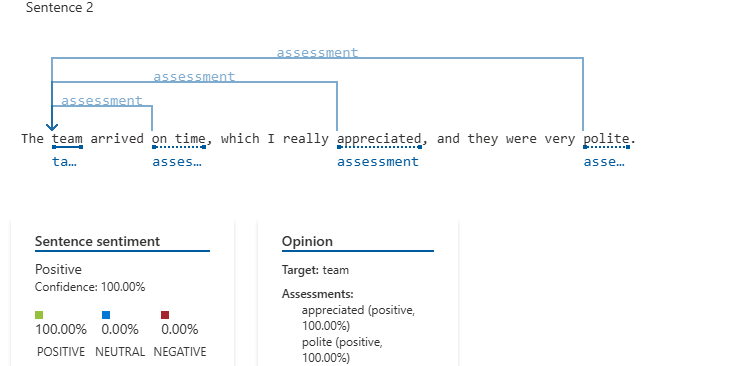 Sentence 2
assessment
assessment
assessment
The team arrived on time, which I really appreciated, and they were very polite.
ta... asses... assessment asse...
Sentence sentiment
Positive
Confidence: 100.00%
100.00% 0.00% 0.00%
POSITIVE NEUTRAL NEGATIVE
Opinion
Target: team
Assessments:
appreciated (positive,
100.00%)
polite (positive,
100.00%)